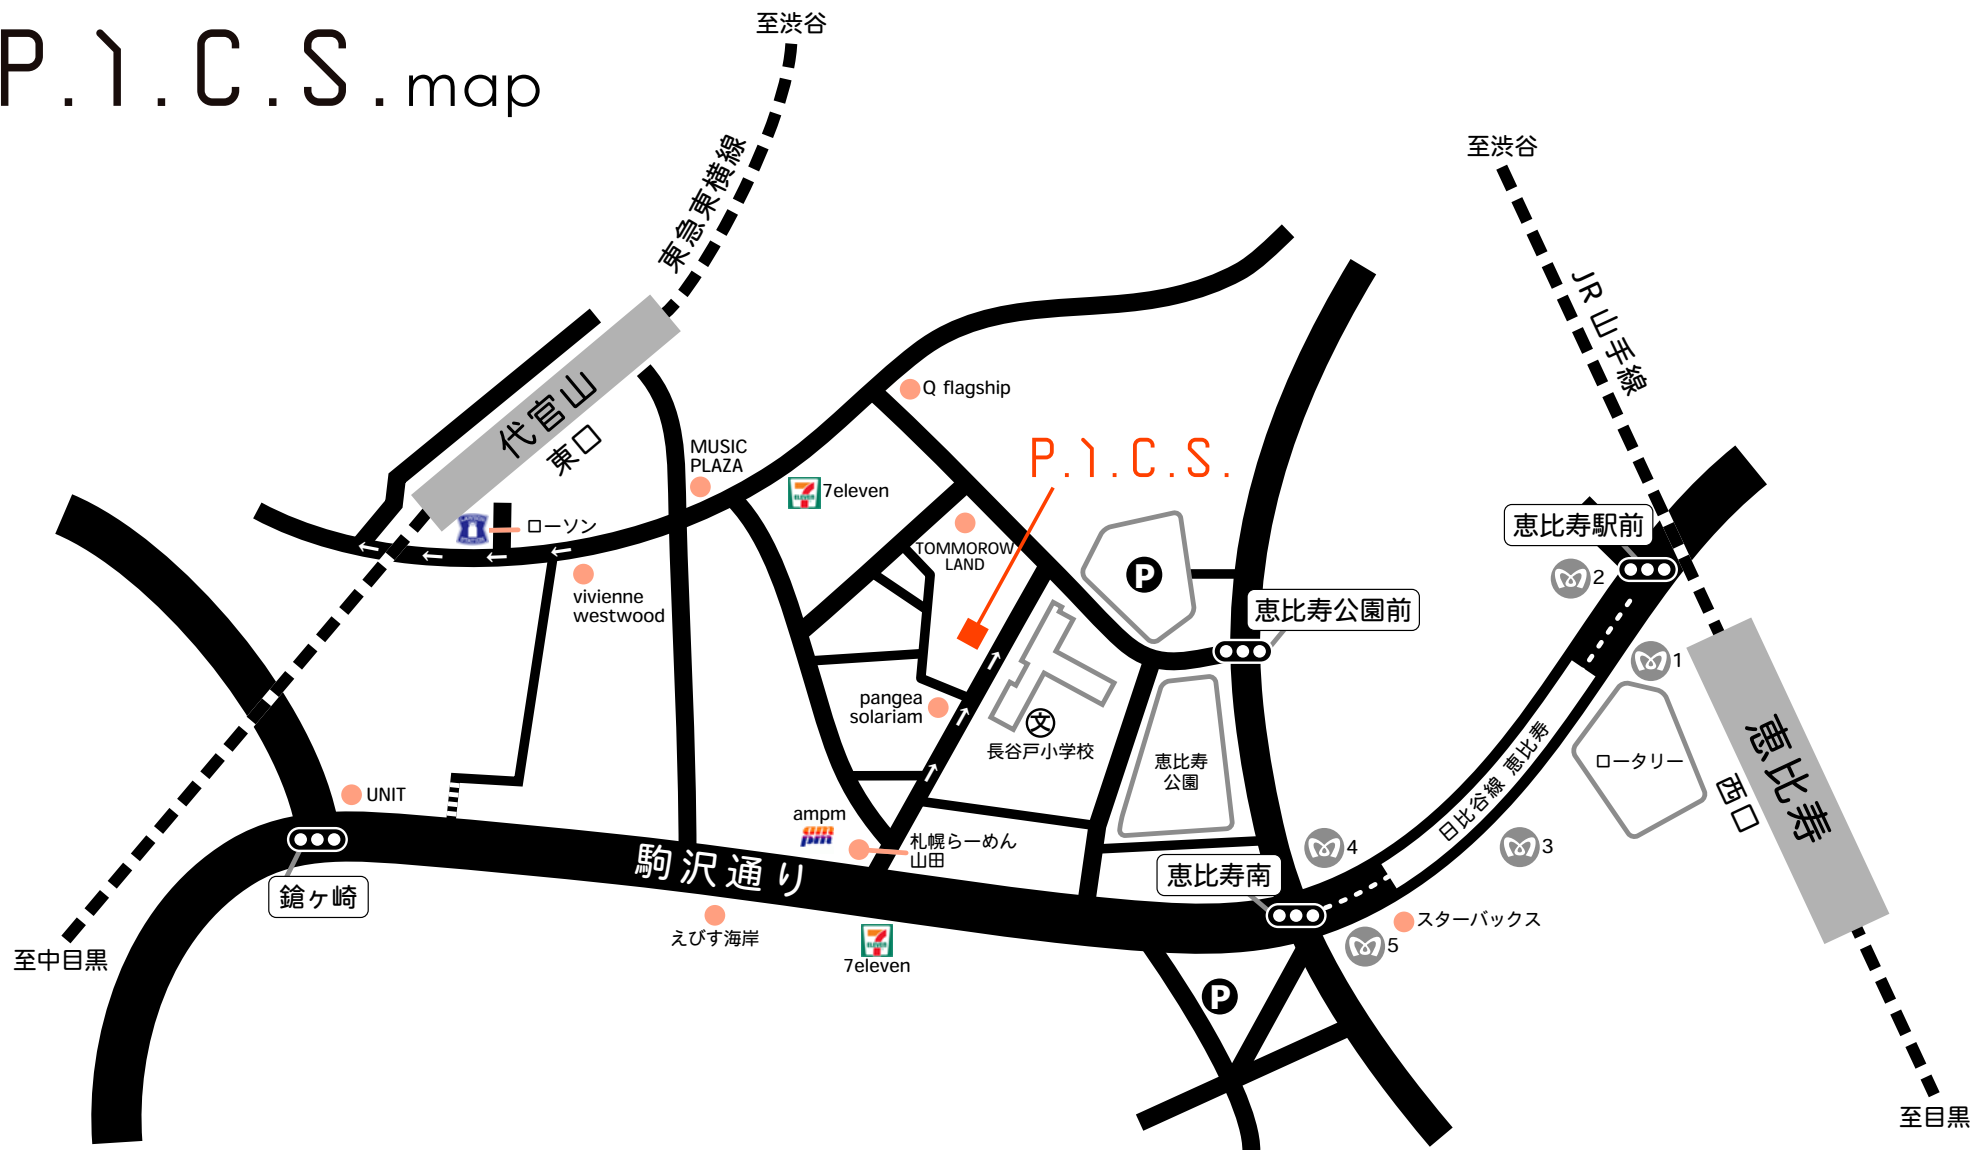 P.I.C.S. map
至渋谷
東急東横線
至渋谷
JR 山手線
代官山
東口
Q flagship
MUSIC
PLAZA
7eleven
P.I.C.S.
ローソン
TOMMOROW
LAND
P
恵比寿駅前
2
vivienne
westwood
恵比寿公園前
1
pangea
solariam
文
長谷戸小学校
恵比寿
公園
日比谷線 恵比寿
ロータリー
恵比寿
西口
UNIT
ampm
札幌らーめん
山田
駒沢通り
4
3
恵比寿南
鎗ヶ崎
えびす海岸
7eleven
スターバックス
5
P
至中目黒
至目黒